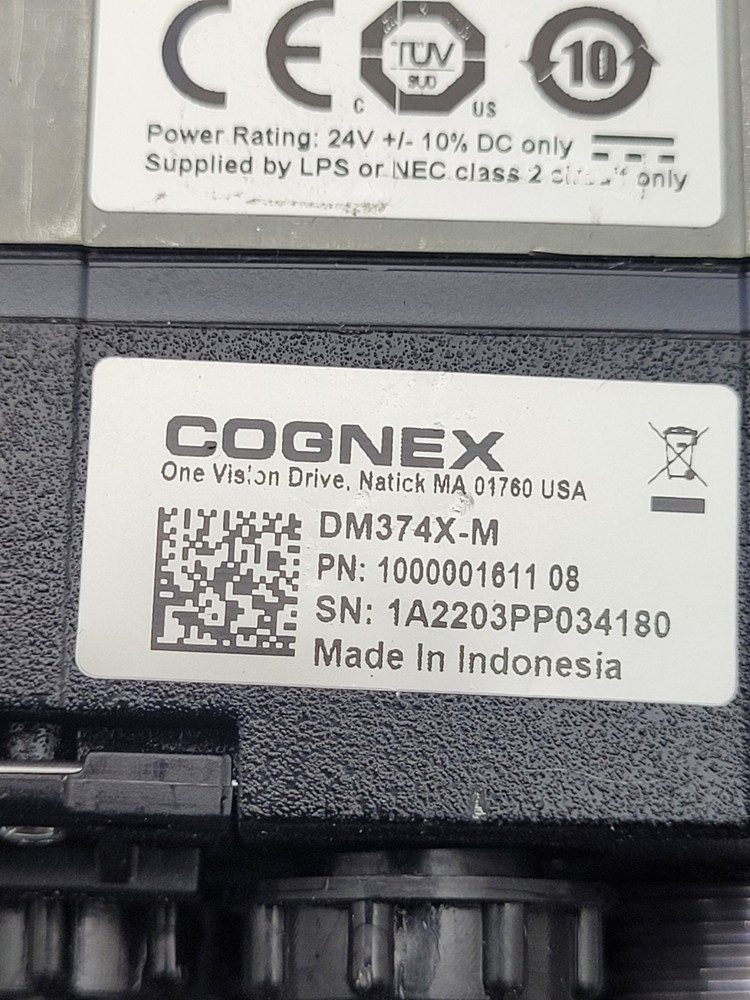 CE
TÜV
SÜD
C US
10
Power Rating: 24V +/- 10% DC only
Supplied by LPS or NEC class 2 only
COGNEX
One Vision Drive, Natick MA 01760 USA
DM374X-M
PN: 1000001611 08
SN: 1A2203PP034180
Made In Indonesia